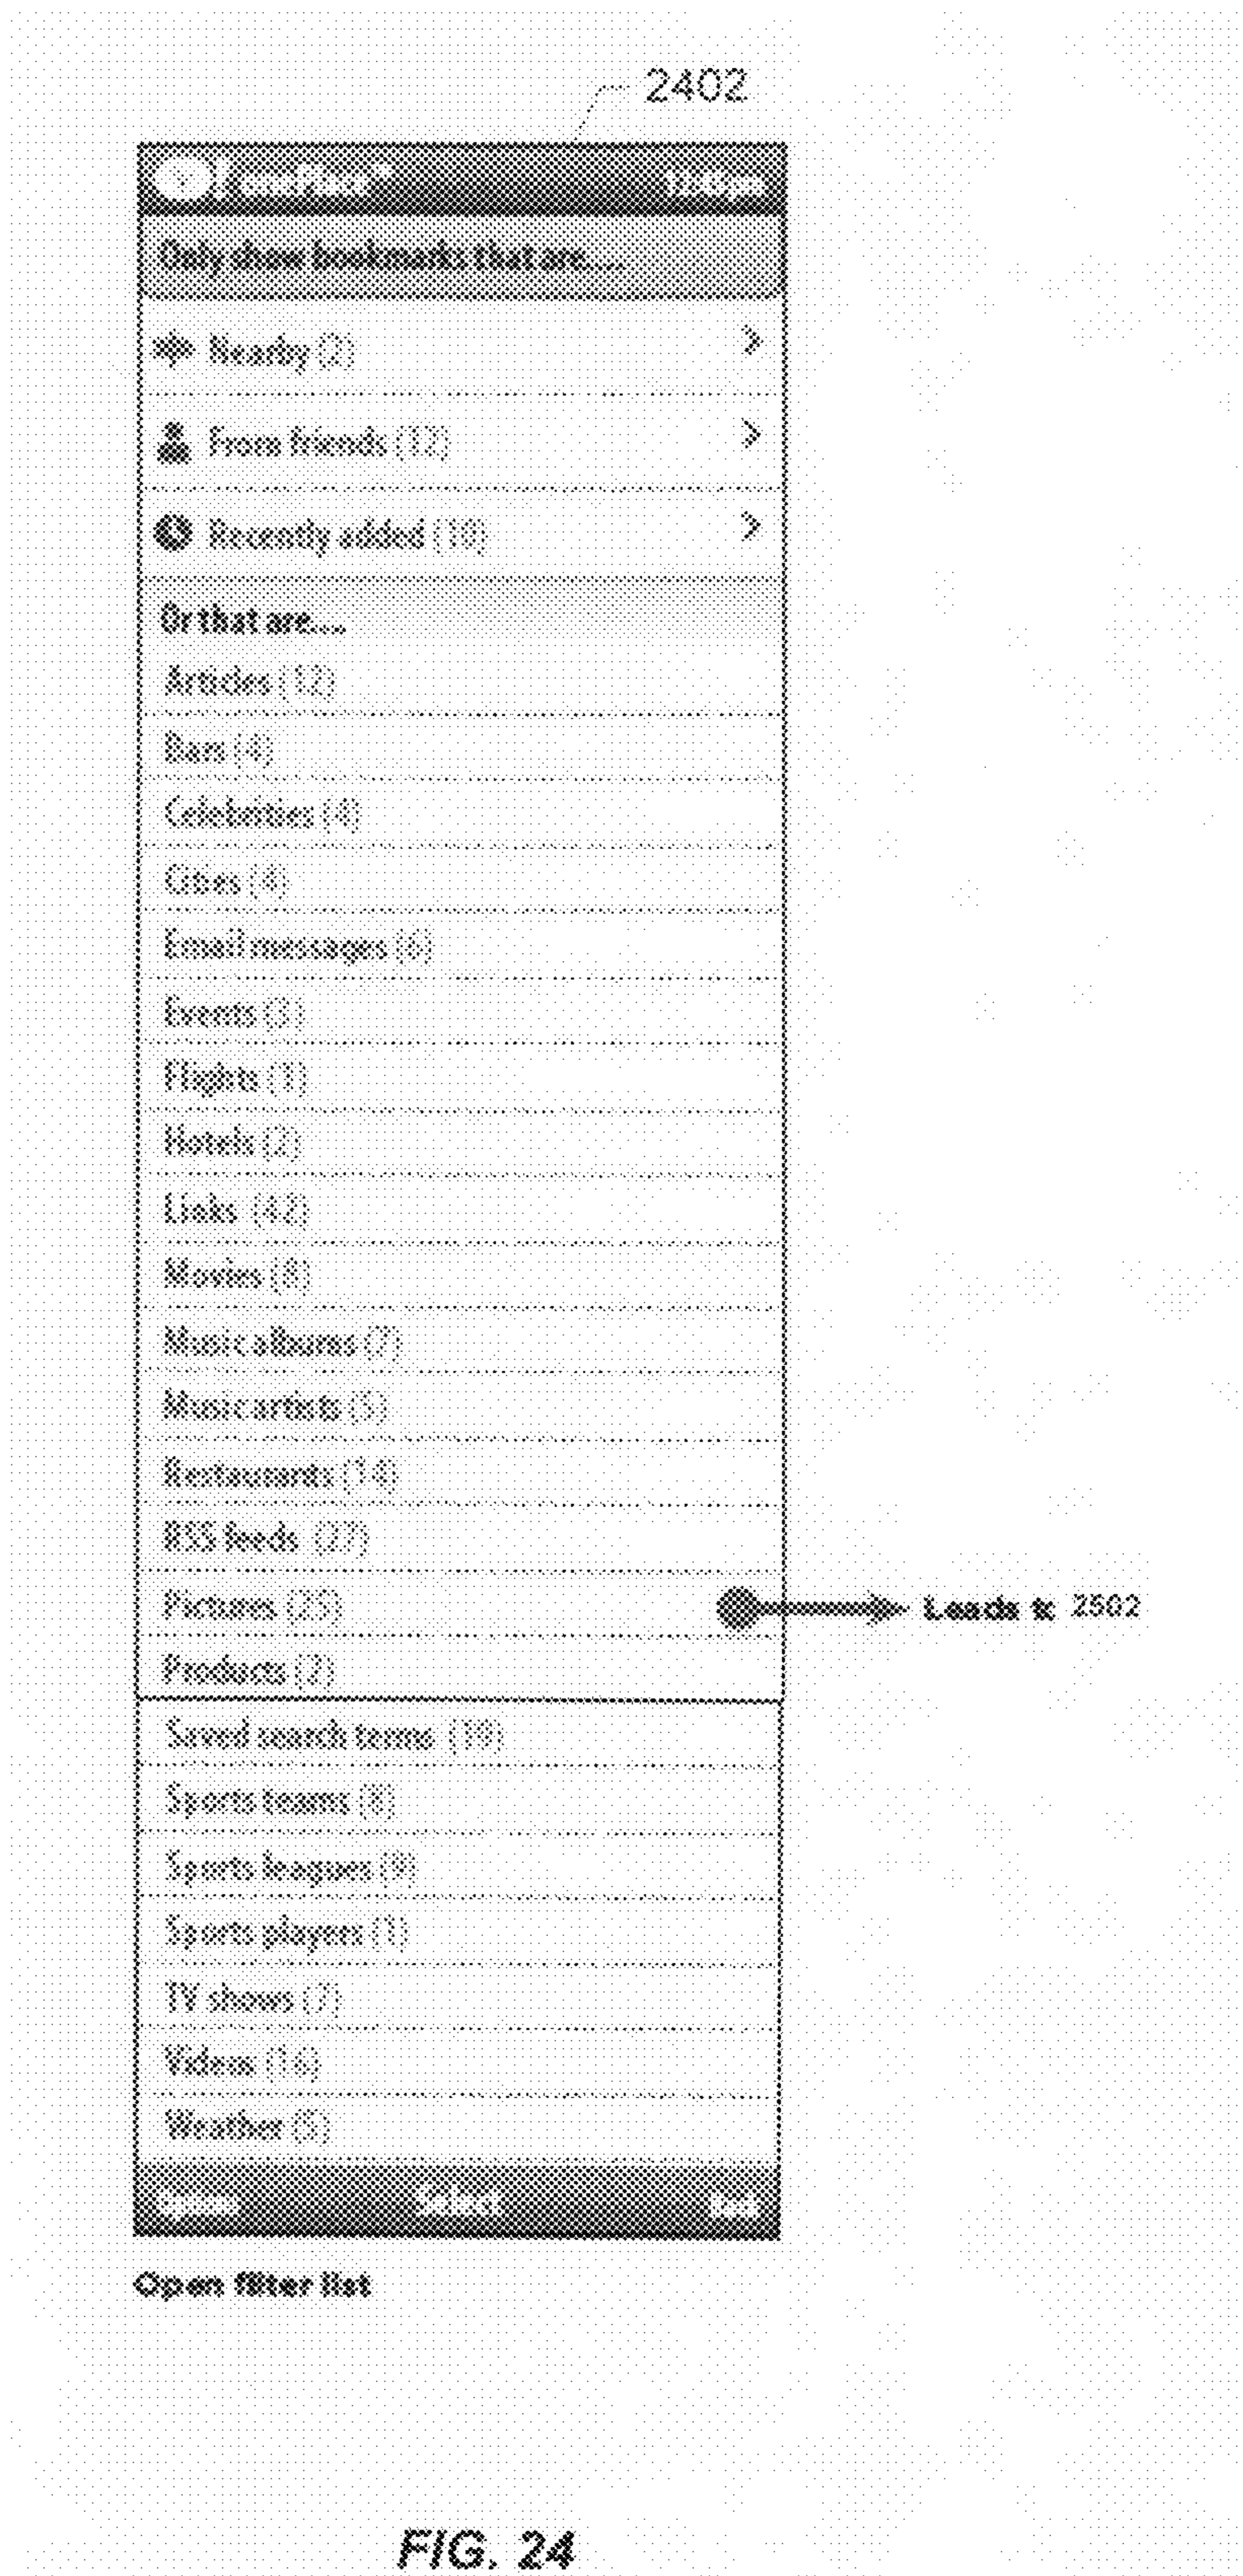 2402
Only show bookmarks that are....
Nearby (2)
From friends (12)
Recently added (10)
Or that are....
Articles (12)
Bars (4)
Celebrities (4)
Cities (4)
Email messages (6)
Events (3)
Flights (1)
Hotels (2)
Links (42)
Movies (8)
Music albums (7)
Music artists (5)
Restaurants (14)
RSS feeds (27)
Pictures (25)
Leads to 2502
Products (2)
Saved search terms (19)
Sports teams (8)
Sports leagues (9)
Sports players (1)
TV shows (7)
Videos (16)
Weather (5)
Options Select Exit
Open filter list
FIG. 24